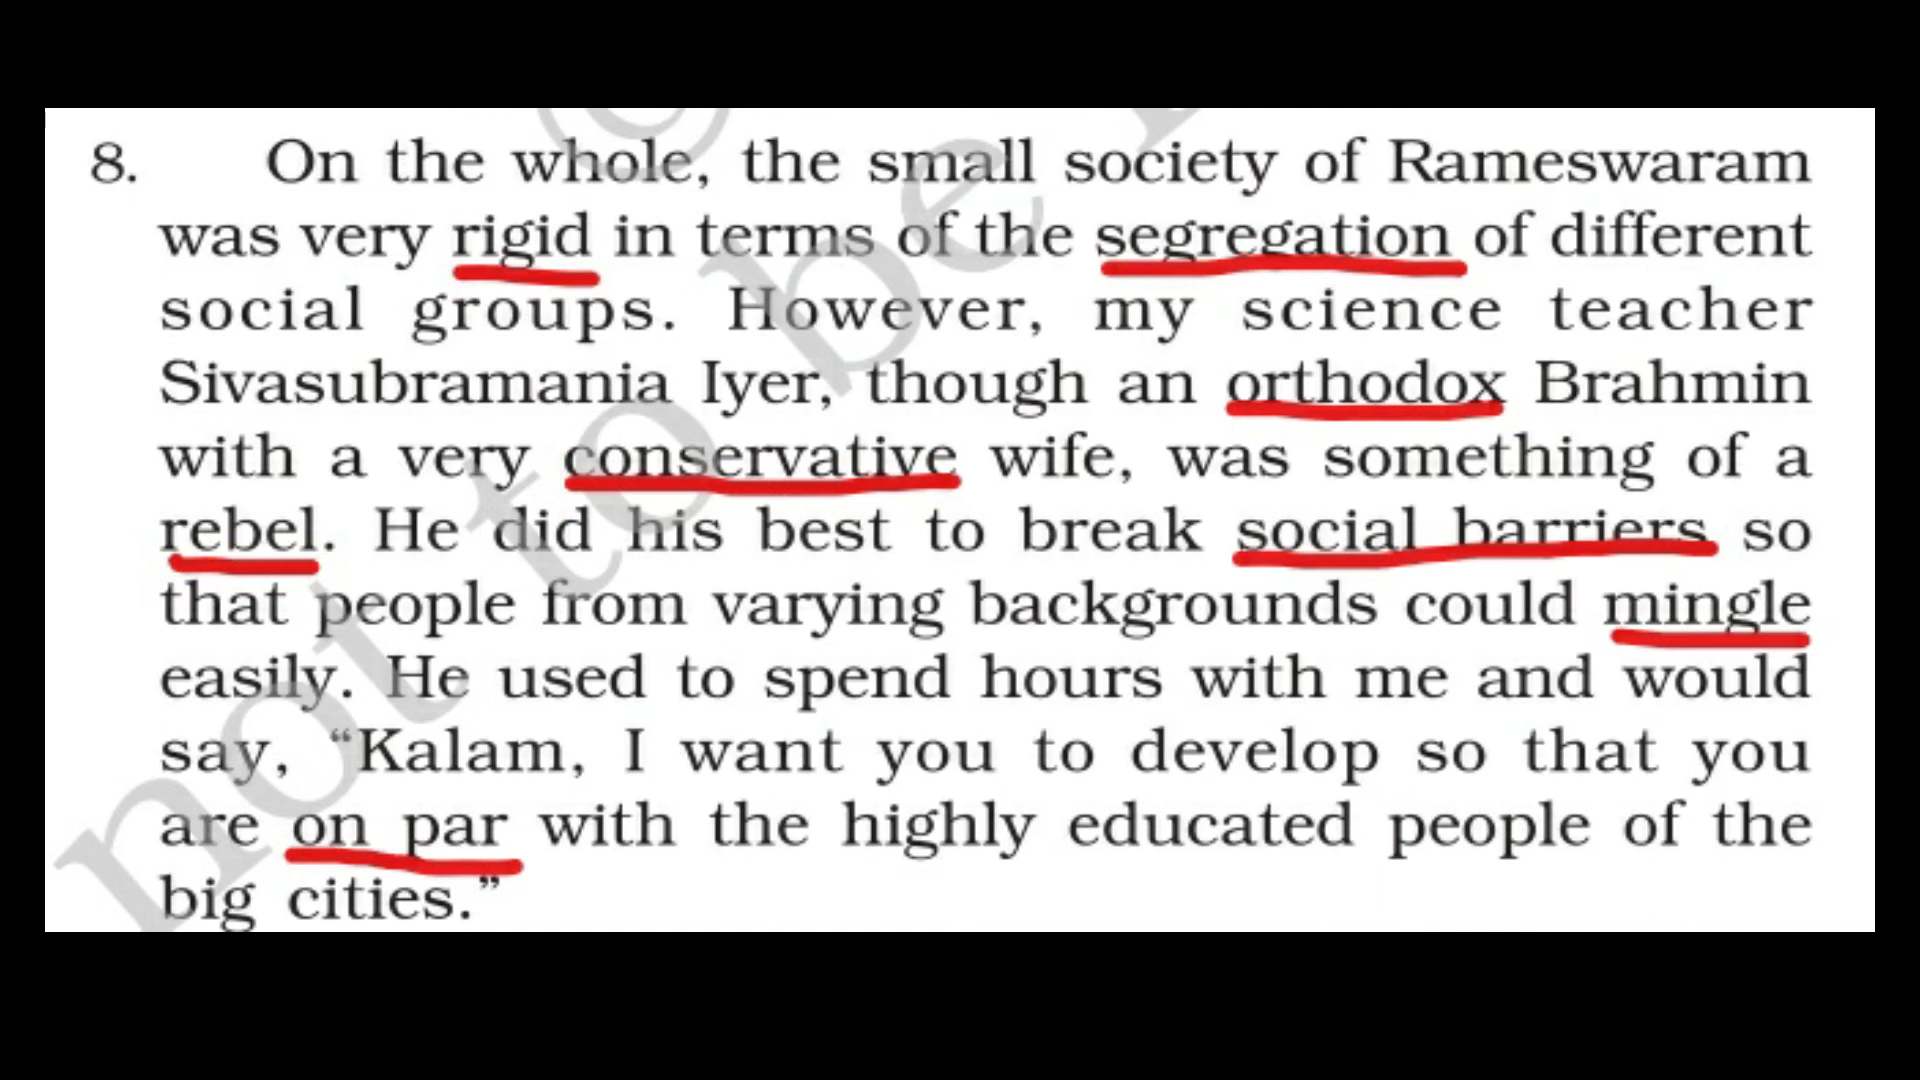 8. On the whole, the small society of Rameswaram
was very rigid in terms of the segregation of different
social groups. However, my science teacher
Sivasubramania Iyer, though an orthodox Brahmin
with a very conservative wife, was something of a
rebel. He did his best to break social barriers so
that people from varying backgrounds could mingle
easily. He used to spend hours with me and would
say, “Kalam, I want you to develop so that you
are on par with the highly educated people of the
big cities.”
not to be